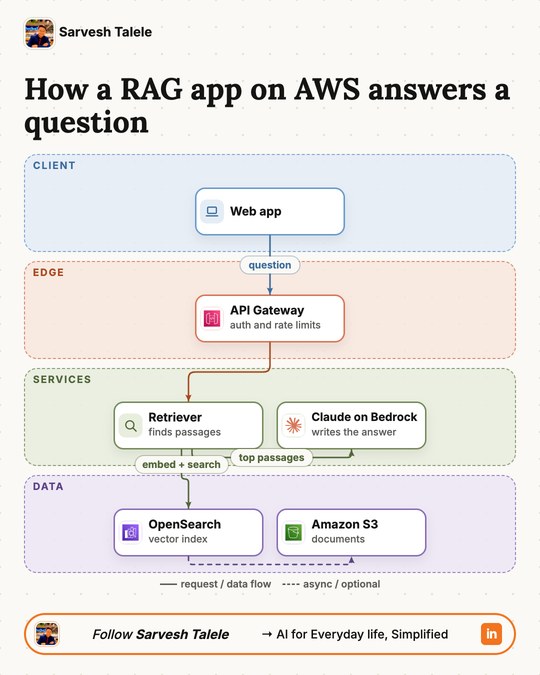 Sarvesh Talele
How a RAG app on AWS answers a
question
CLIENT
Web app
question
EDGE
API Gateway
auth and rate limits
SERVICES
Retriever
finds passages
Claude on Bedrock
writes the answer
top passages
embed + search
DATA
OpenSearch
vector index
Amazon S3
documents
request / data flow
async / optional
Follow Sarvesh Talele
→ AI for Everyday life, Simplified
in